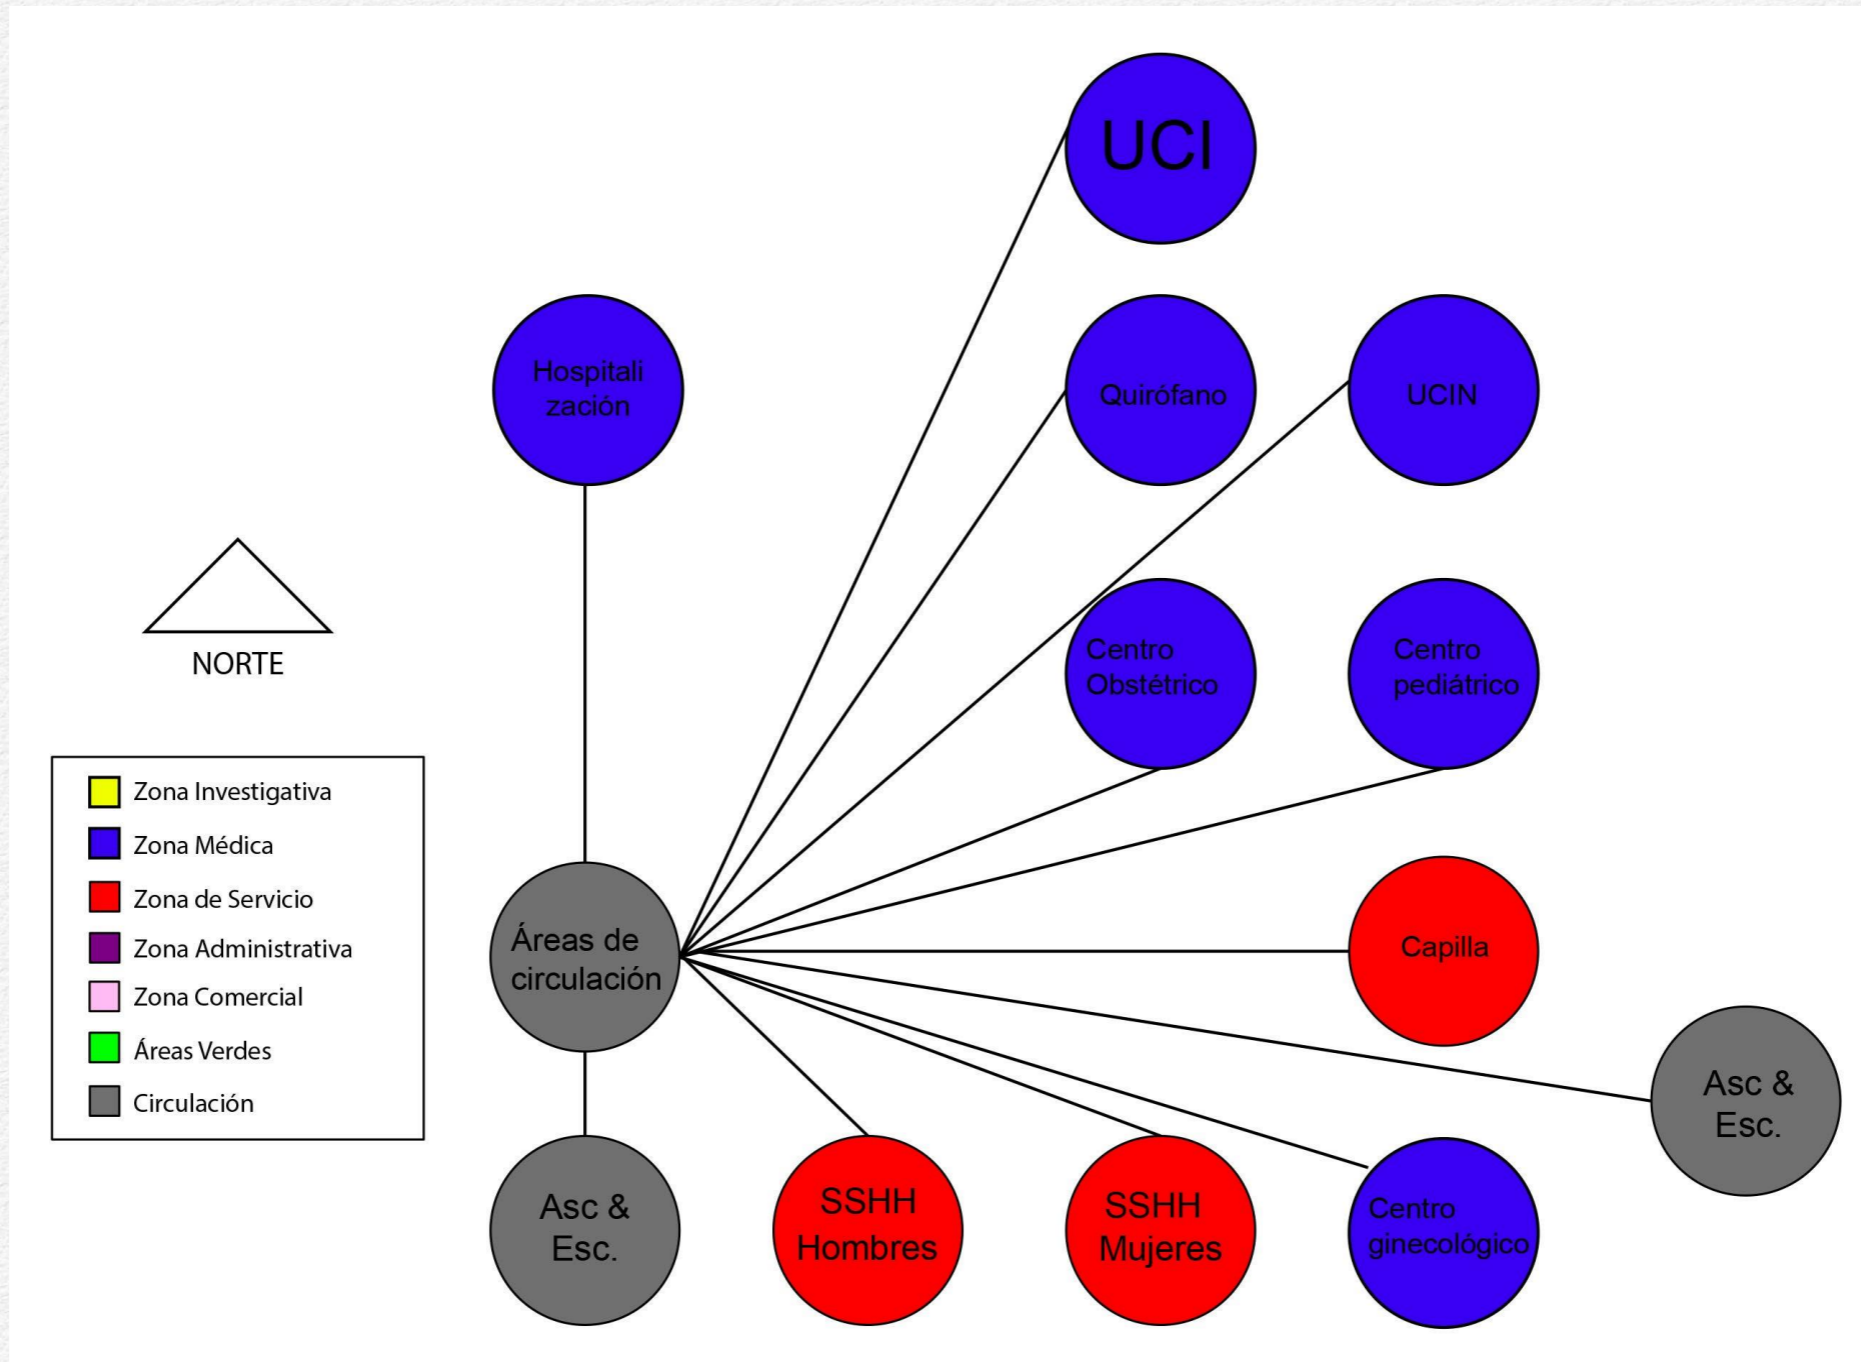 UCI
Hospitali
zación
Quirófano
UCIN
NORTE
Centro
Obstétrico
Centro
pediátrico
Zona Investigativa
Zona Médica
Zona de Servicio
Zona Administrativa
Zona Comercial
Áreas Verdes
Circulación
Áreas de
circulación
Capilla
Asc &
Esc.
Asc &
Esc.
SSHH
Hombres
SSHH
Mujeres
Centro
ginecológico